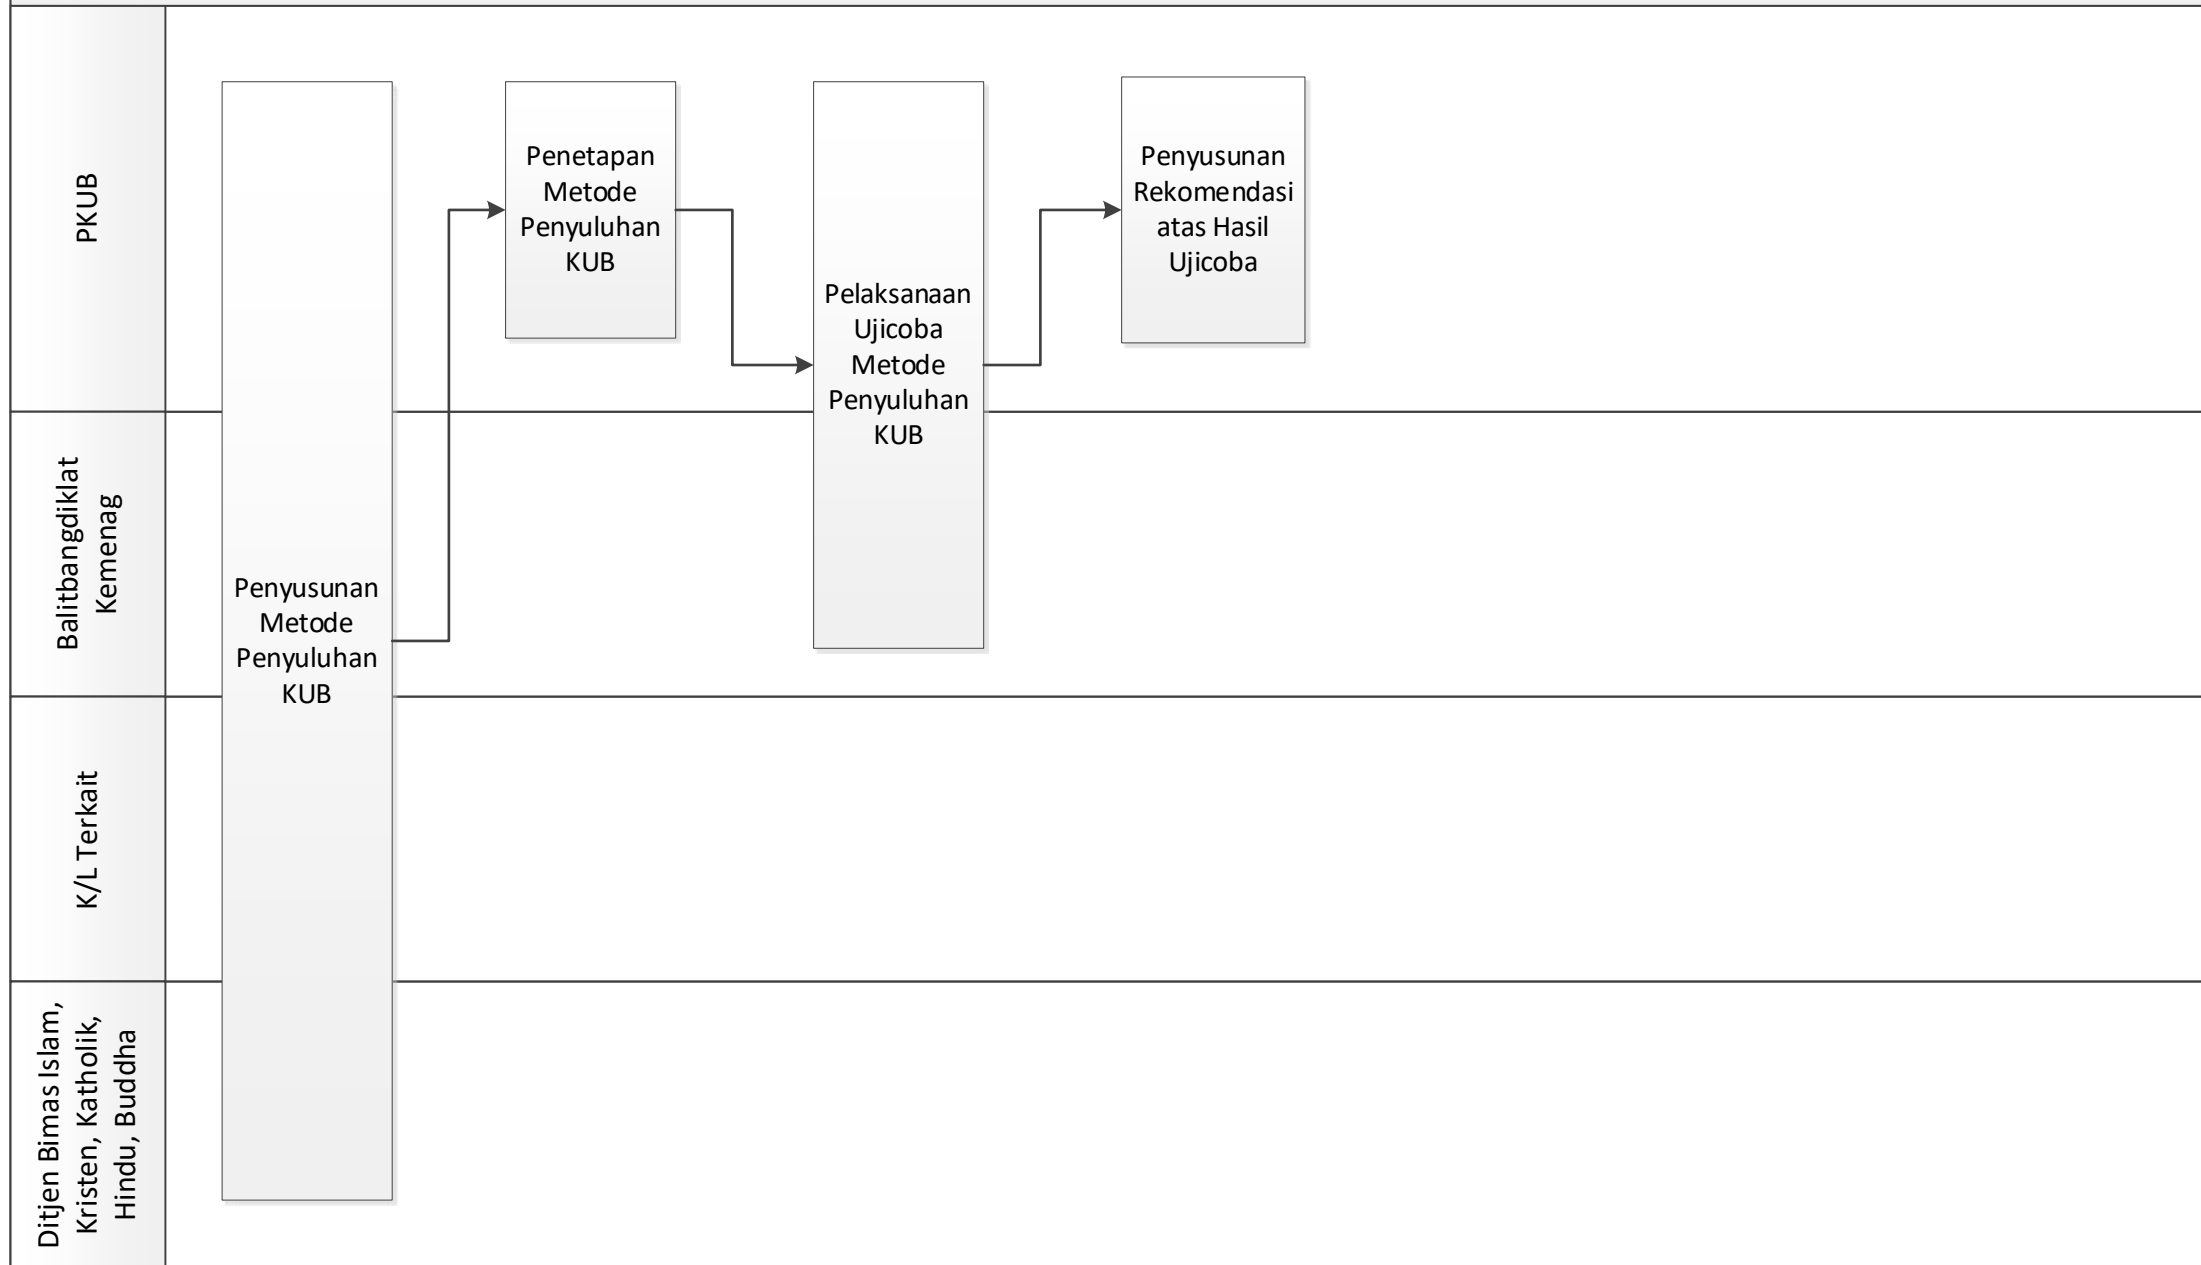 PKUB
Penyusunan
Metode
Penyuluhan
KUB
Penetapan
Metode
Penyuluhan
KUB
Pelaksanaan
Ujicoba
Metode
Penyuluhan
KUB
Penyusunan
Rekomendasi
atas Hasil
Ujicoba
Balitbangdiklat
Kemenag
K/L Terkait
Ditjen Bimas Islam,
Kristen, Katholik,
Hindu, Buddha